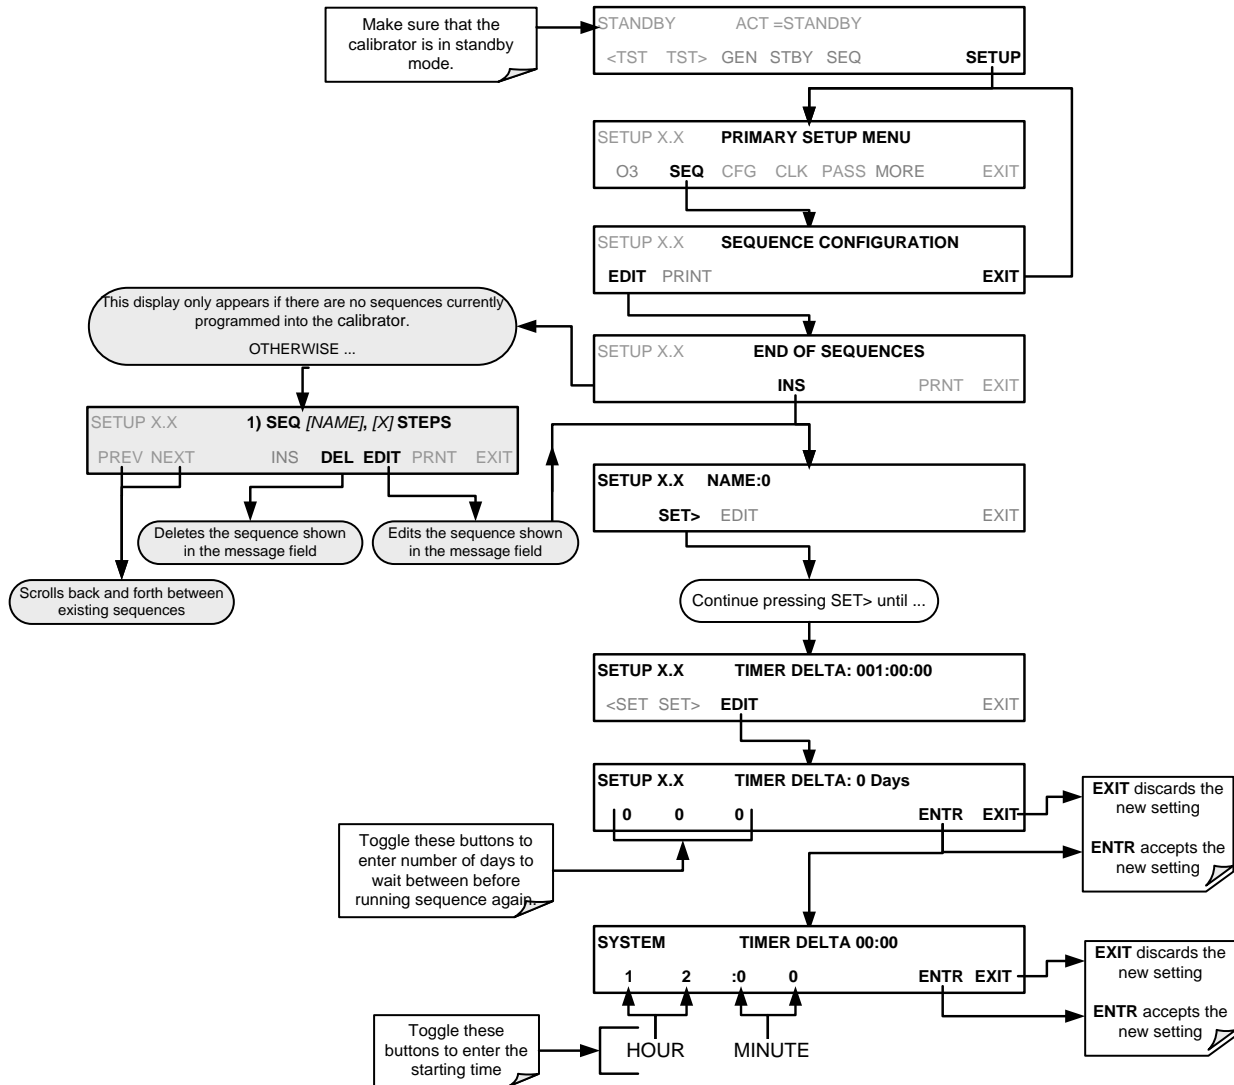 Make sure that the
calibrator is in standby
mode.
STANDBY ACT =STANDBY
<TST TST> GEN STBY SEQ SETUP
SETUP X.X PRIMARY SETUP MENU
O3 SEQ CFG CLK PASS MORE EXIT
SETUP X.X SEQUENCE CONFIGURATION
EDIT PRINT EXIT
This display only appears if there are no sequences currently
programmed into the calibrator.
OTHERWISE ...
SETUP X.X END OF SEQUENCES
INS PRNT EXIT
SETUP X.X 1) SEQ [NAME], [X] STEPS
PREV NEXT INS DEL EDIT PRNT EXIT
Deletes the sequence shown
in the message field
Edits the sequence shown
in the message field
Scrolls back and forth between
existing sequences
SETUP X.X NAME:0
SET> EDIT EXIT
Continue pressing SET> until ...
SETUP X.X TIMER DELTA: 001:00:00
<SET SET> EDIT EXIT
SETUP X.X TIMER DELTA: 0 Days
0 0 0 ENTR EXIT
EXIT discards the
new setting
ENTR accepts the
new setting
Toggle these buttons to
enter number of days to
wait between before
running sequence again.
SYSTEM TIMER DELTA 00:00
1 2 :0 0 ENTR EXIT
EXIT discards the
new setting
ENTR accepts the
new setting
Toggle these
buttons to enter the
starting time
HOUR MINUTE